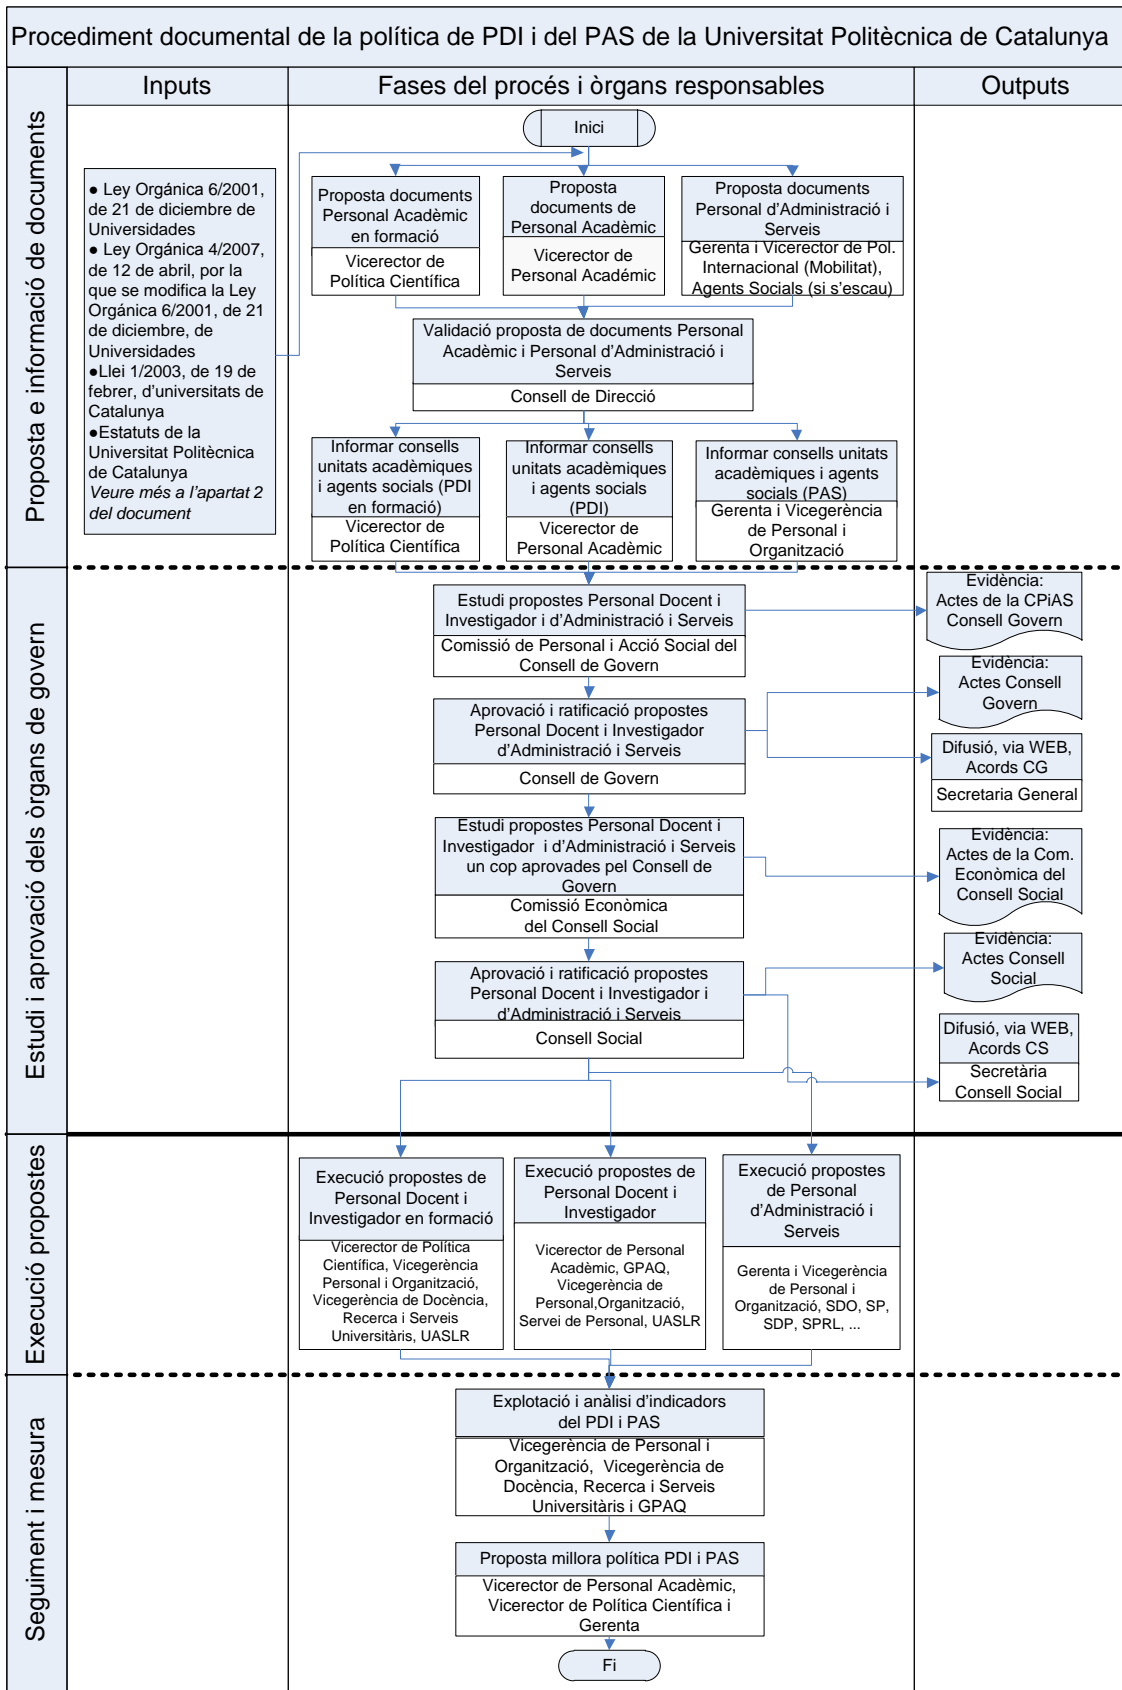 Procediment documental de la política de PDI i del PAS de la Universitat Politècnica de Catalunya
Inputs
Fases del procés i òrgans responsables
Outputs
Proposta e informació de documents
Inici
● Ley Orgánica 6/2001,
de 21 de diciembre de
Universidades
● Ley Orgánica 4/2007,
de 12 de abril, por la
que se modifica la Ley
Orgánica 6/2001, de 21
de diciembre, de
Universidades
●Llei 1/2003, de 19 de
febrer, d'universitats de
Catalunya
●Estatuts de la
Universitat Politècnica
de Catalunya
Veure més a l'apartat 2
del document
Proposta documents
Personal Acadèmic
en formació
Vicerector de
Política Científica
Proposta
documents de
Personal Acadèmic
Vicerector de
Personal Académic
Proposta documents
Personal d'Administració i
Serveis
Gerenta i Vicerector de Pol.
Internacional (Mobilitat),
Agents Socials (si s'escau)
Validació proposta de documents Personal
Acadèmic i Personal d'Administració i
Serveis
Consell de Direcció
Informar consells
unitats acadèmiques
i agents socials (PDI
en formació)
Vicerector de
Política Científica
Informar consells
unitats acadèmiques
i agents socials
(PDI)
Vicerector de
Personal Acadèmic
Informar consells unitats
acadèmiques i agents
socials (PAS)
Gerenta i Vicegerència
de Personal i
Organització
Estudi i aprovació dels òrgans de govern
Estudi propostes Personal Docent i
Investigador i d'Administració i Serveis
Comissió de Personal i Acció Social del
Consell de Govern
Evidència:
Actes de la CPiAS
Consell Govern
Aprovació i ratificació propostes
Personal Docent i Investigador
d'Administració i Serveis
Consell de Govern
Evidència:
Actes Consell
Govern
Difusió, via WEB,
Acords CG
Secretaria General
Estudi propostes Personal Docent i
Investigador  i d'Administració i Serveis
un cop aprovades pel Consell de
Govern
Comissió Econòmica
del Consell Social
Evidència:
Actes de la Com.
Econòmica del
Consell Social
Aprovació i ratificació propostes
Personal Docent i Investigador i
d'Administració i Serveis
Consell Social
Evidència:
Actes Consell
Social
Difusió, via WEB,
Acords CS
Secretària
Consell Social
Execució propostes
Execució propostes de
Personal Docent i
Investigador en formació
Vicerector de Política
Científica, Vicegerència
Personal i Organització,
Vicegerència de Docència,
Recerca i Serveis
Universitàris, UASLR
Execució propostes de
Personal Docent i
Investigador
Vicerector de Personal
Acadèmic, GPAQ,
Vicegerència de
Personal,Organització,
Servei de Personal, UASLR
Execució propostes
de Personal
d'Administració i
Serveis
Gerenta i Vicegerència
de Personal i
Organització, SDO, SP,
SDP, SPRL, ...
Seguiment i mesura
Explotació i anàlisi d'indicadors
del PDI i PAS
Vicegerència de Personal i
Organització,  Vicegerència de
Docència, Recerca i Serveis
Universitàris i GPAQ
Proposta millora política PDI i PAS
Vicerector de Personal Acadèmic,
Vicerector de Política Científica i
Gerenta
Fi